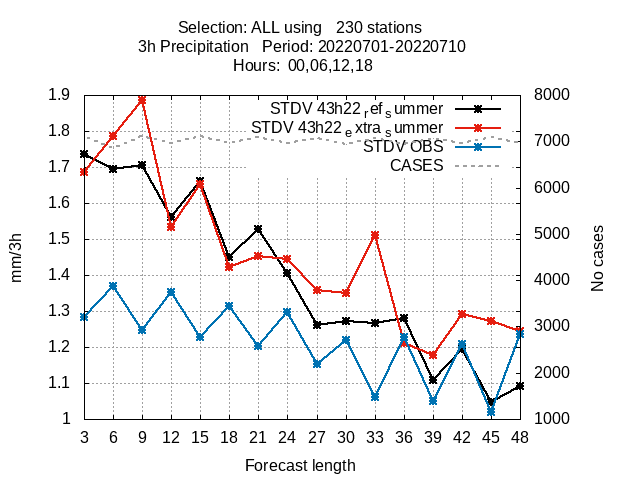 Selection: ALL using   230 stations
3h Precipitation   Period: 20220701-20220710
Hours:  00,06,12,18
STDV 43h22_ref_summer
STDV 43h22_extra_summer
STDV OBS
CASES
1.9
1.8
1.7
1.6
1.5
1.4
1.3
1.2
1.1
1
mm/3h
8000
7000
6000
5000
4000
3000
2000
1000
No cases
3 6 9 12 15 18 21 24 27 30 33 36 39 42 45 48
Forecast length